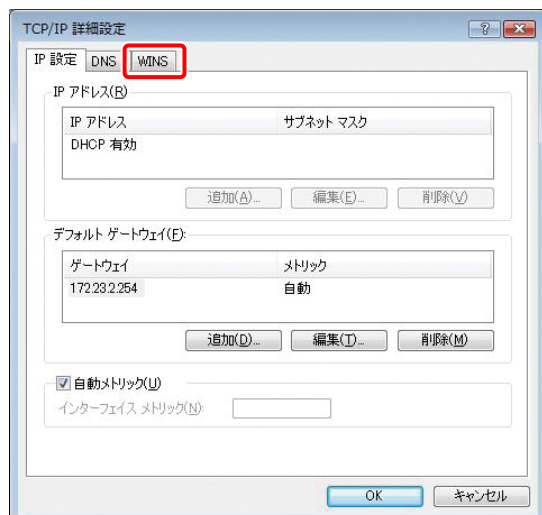 TCP/IP 詳細設定
IP 設定 DNS WINS
IP アドレス(R)
IP アドレス サブネット マスク
DHCP 有効
追加(A)... 編集(E)... 削除(V)
デフォルト ゲートウェイ(F):
ゲートウェイ メトリック
172.23.2.254 自動
追加(D)... 編集(T)... 削除(M)
自動メトリック(U)
インターフェイス メトリック(N):
OK キャンセル